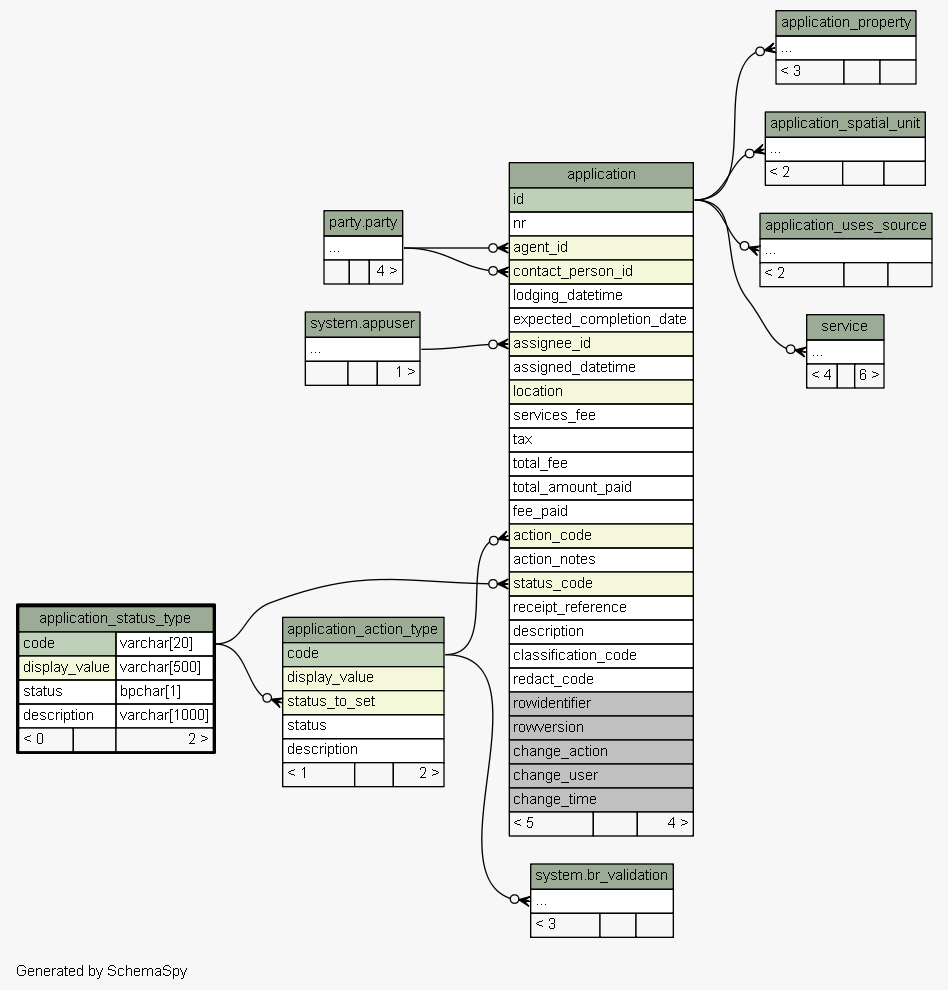 application_property
...
< 3
application_spatial_unit
...
< 2
application_uses_source
...
< 2
service
...
< 4 6 >
application
id
nr
agent_id
contact_person_id
lodging_datetime
expected_completion_date
assignee_id
assigned_datetime
location
services_fee
tax
total_fee
total_amount_paid
fee_paid
action_code
action_notes
status_code
receipt_reference
description
classification_code
redact_code
rowidentifier
rowversion
change_action
change_user
change_time
< 5 4 >
party.party
...
4 >
system.appuser
...
1 >
application_status_type
code varchar[20]
display_value varchar[500]
status bpchar[1]
description varchar[1000]
< 0 2 >
application_action_type
code
display_value
status_to_set
status
description
< 1 2 >
system.br_validation
...
< 3
Generated by SchemaSpy